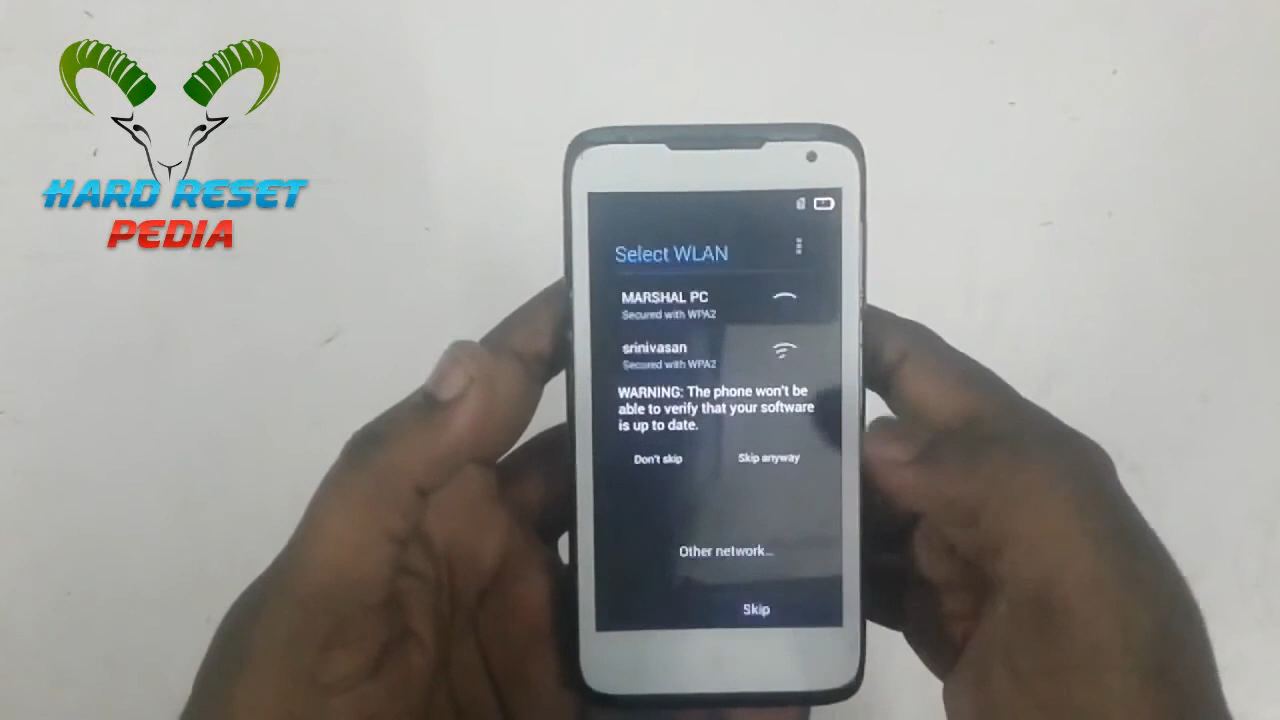 HARD RESET
PEDIA
Select WLAN
MARSHAL PC
Secured with WPA2
srinivasan
Secured with WPA2
WARNING: The phone won't be
able to verify that your software
is up to date.
Don't skip
Skip anyway
Other network...
Skip